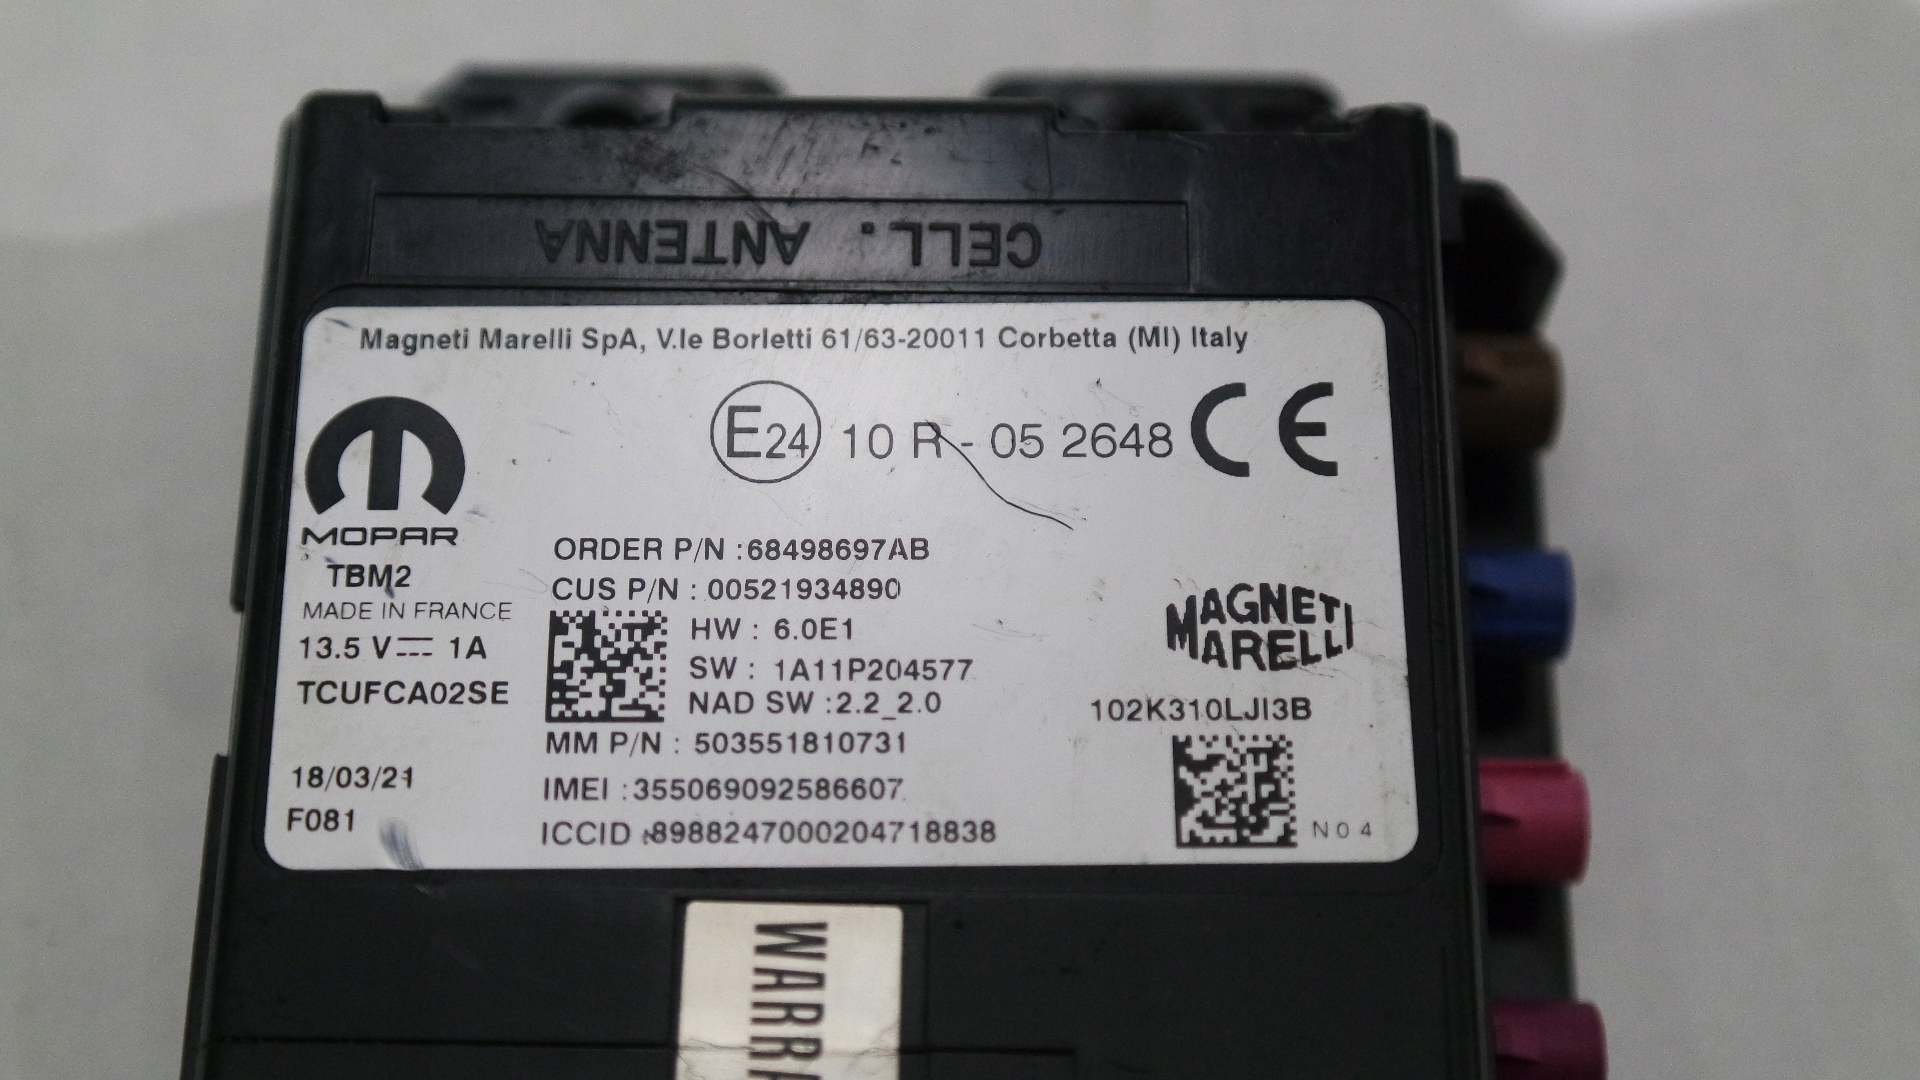 CELL. ANTENNA
Magneti Marelli SpA, V.le Borletti 61/63-20011 Corbetta (MI) Italy
E24 10 R - 05 2648 CE
MOPAR
TBM2
MADE IN FRANCE
13.5 V 1A
TCUFCA02SE
18/03/21
F081
ORDER P/N :68498697AB
CUS P/N : 00521934890
HW : 6.0E1
SW : 1A11P204577
NAD SW :2.2_2.0
MM P/N : 503551810731
IMEI :355069092586607
ICCID :8988247000204718838
MAGNETI
MARELLI
102K310LJI3B
N04